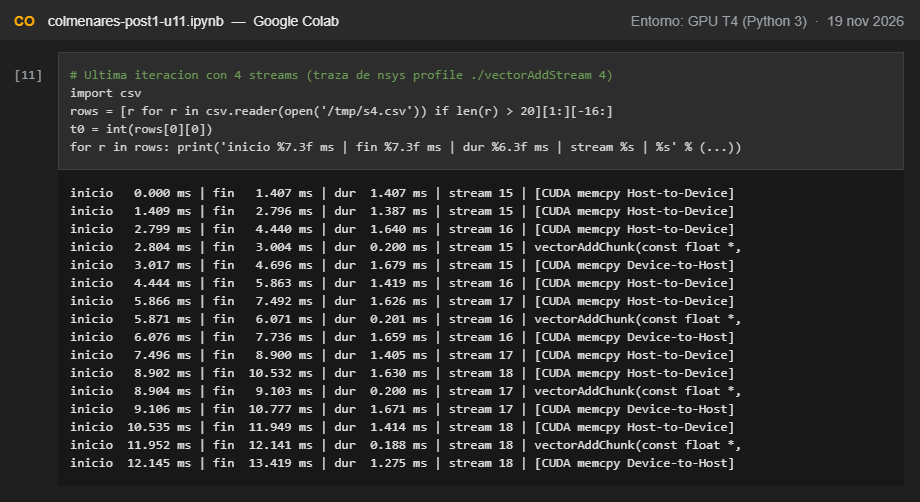 CO colmenares-post1-u11.ipynb — Google Colab Entorno: GPU T4 (Python 3) · 19 nov 2026
[11] # Ultima iteracion con 4 streams (traza de nsys profile ./vectorAddStream 4)
import csv
rows = [r for r in csv.reader(open('/tmp/s4.csv')) if len(r) > 20][1:][-16:]
t0 = int(rows[0][0])
for r in rows: print('inicio %7.3f ms | fin %7.3f ms | dur %6.3f ms | stream %s | %s' % (...))
inicio   0.000 ms | fin   1.407 ms | dur  1.407 ms | stream 15 | [CUDA memcpy Host-to-Device]
inicio   1.409 ms | fin   2.796 ms | dur  1.387 ms | stream 15 | [CUDA memcpy Host-to-Device]
inicio   2.799 ms | fin   4.440 ms | dur  1.640 ms | stream 16 | [CUDA memcpy Host-to-Device]
inicio   2.804 ms | fin   3.004 ms | dur  0.200 ms | stream 15 | vectorAddChunk(const float *,
inicio   3.017 ms | fin   4.696 ms | dur  1.679 ms | stream 15 | [CUDA memcpy Device-to-Host]
inicio   4.444 ms | fin   5.863 ms | dur  1.419 ms | stream 16 | [CUDA memcpy Host-to-Device]
inicio   5.866 ms | fin   7.492 ms | dur  1.626 ms | stream 17 | [CUDA memcpy Host-to-Device]
inicio   5.871 ms | fin   6.071 ms | dur  0.201 ms | stream 16 | vectorAddChunk(const float *,
inicio   6.076 ms | fin   7.736 ms | dur  1.659 ms | stream 16 | [CUDA memcpy Device-to-Host]
inicio   7.496 ms | fin   8.900 ms | dur  1.405 ms | stream 17 | [CUDA memcpy Host-to-Device]
inicio   8.902 ms | fin  10.532 ms | dur  1.630 ms | stream 18 | [CUDA memcpy Host-to-Device]
inicio   8.904 ms | fin   9.103 ms | dur  0.200 ms | stream 17 | vectorAddChunk(const float *,
inicio   9.106 ms | fin  10.777 ms | dur  1.671 ms | stream 17 | [CUDA memcpy Device-to-Host]
inicio  10.535 ms | fin  11.949 ms | dur  1.414 ms | stream 18 | [CUDA memcpy Host-to-Device]
inicio  11.952 ms | fin  12.141 ms | dur  0.188 ms | stream 18 | vectorAddChunk(const float *,
inicio  12.145 ms | fin  13.419 ms | dur  1.275 ms | stream 18 | [CUDA memcpy Device-to-Host]